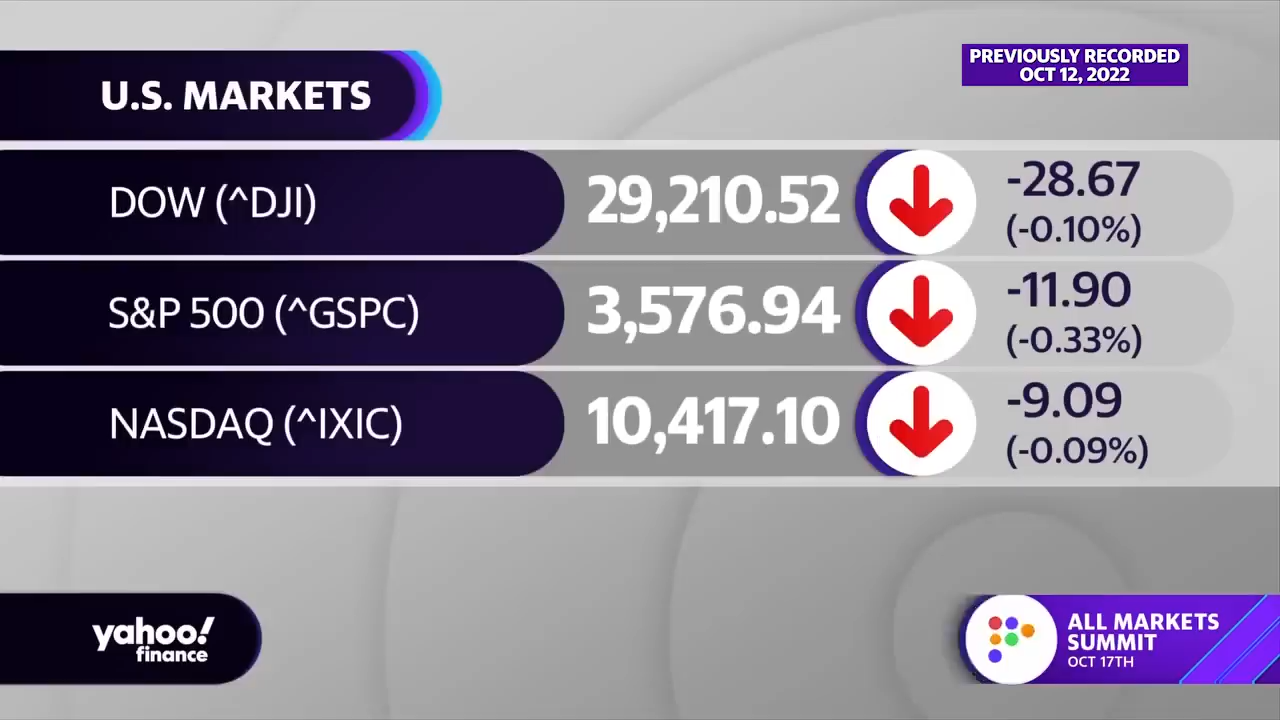 PREVIOUSLY RECORDED
OCT 12, 2022
U.S. MARKETS
DOW (^DJI) 29,210.52 -28.67
(-0.10%)
S&P 500 (^GSPC) 3,576.94 -11.90
(-0.33%)
NASDAQ (^IXIC) 10,417.10 -9.09
(-0.09%)
yahoo!
finance
ALL MARKETS
SUMMIT
OCT 17TH